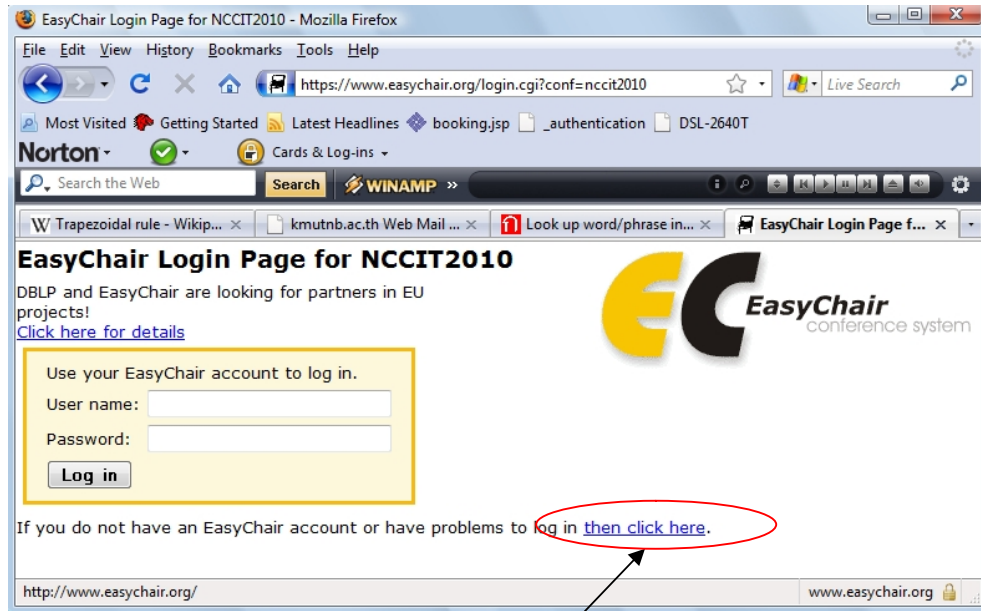 EasyChair Login Page for NCCIT2010 - Mozilla Firefox
File Edit View History Bookmarks Tools Help
https://www.easychair.org/login.cgi?conf=nccit2010 Live Search
Most Visited Getting Started Latest Headlines booking.jsp _authentication DSL-2640T
Norton Cards & Log-ins
Search the Web Search WINAMP »
W Trapezoidal rule - Wikip... kmutnb.ac.th Web Mail ... Look up word/phrase in... EasyChair Login Page f...
EasyChair Login Page for NCCIT2010
DBLP and EasyChair are looking for partners in EU
projects!
Click here for details
EC EasyChair
conference system
Use your EasyChair account to log in.
User name:
Password:
Log in
If you do not have an EasyChair account or have problems to log in then click here.
http://www.easychair.org/ www.easychair.org